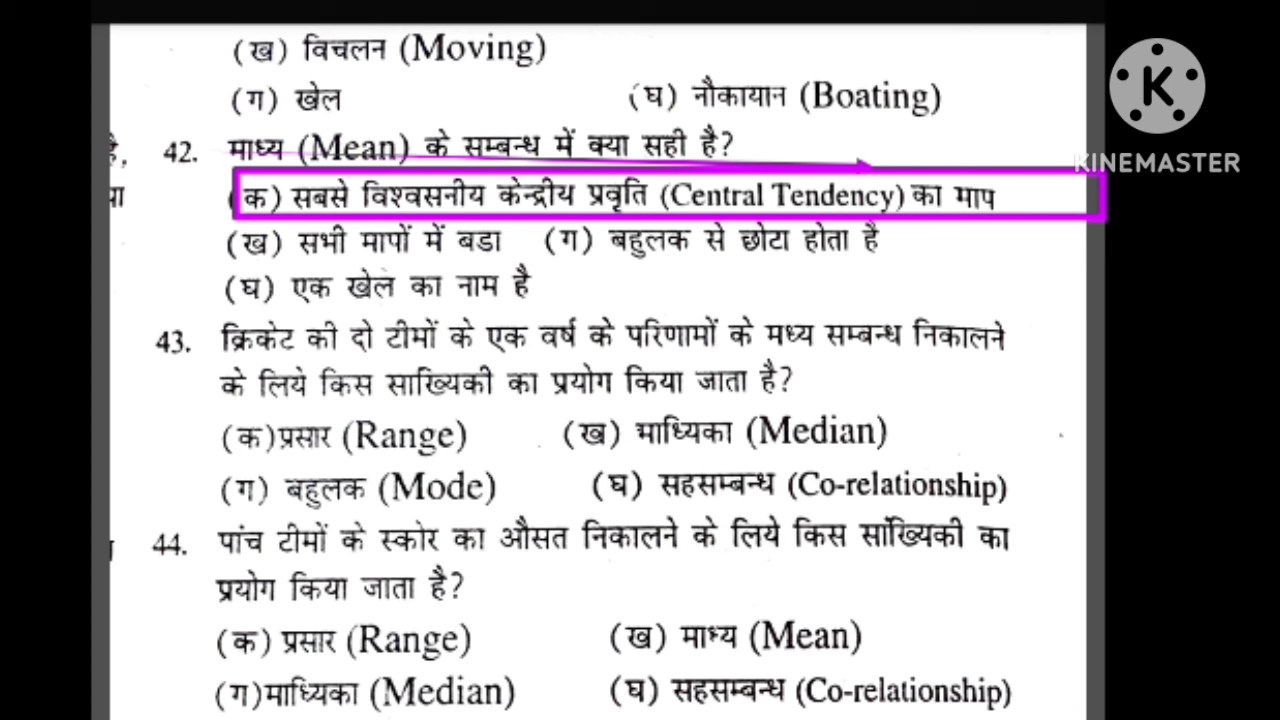 (ख) विचलन (Moving)
(ग) खेल (घ) नौकायान (Boating)
है,
42. माध्य (Mean) के सम्बन्ध में क्या सही है?
KINEMASTER
(क) सबसे विश्वसनीय केन्द्रीय प्रवृति (Central Tendency) का माप
(ख) सभी मापों में बडा (ग) बहुलक से छोटा होता है
(घ) एक खेल का नाम है
43. क्रिकेट की दो टीमों के एक वर्ष के परिणामों के मध्य सम्बन्ध निकालने
के लिये किस साख्यिकी का प्रयोग किया जाता है?
(क)प्रसार (Range) (ख) माध्यिका (Median)
(ग) बहुलक (Mode) (घ) सहसम्बन्ध (Co-relationship)
44. पांच टीमों के स्कोर का औसत निकालने के लिये किस सांख्यिकी का
प्रयोग किया जाता है?
(क) प्रसार (Range) (ख) माध्य (Mean)
(ग)माध्यिका (Median) (घ) सहसम्बन्ध (Co-relationship)